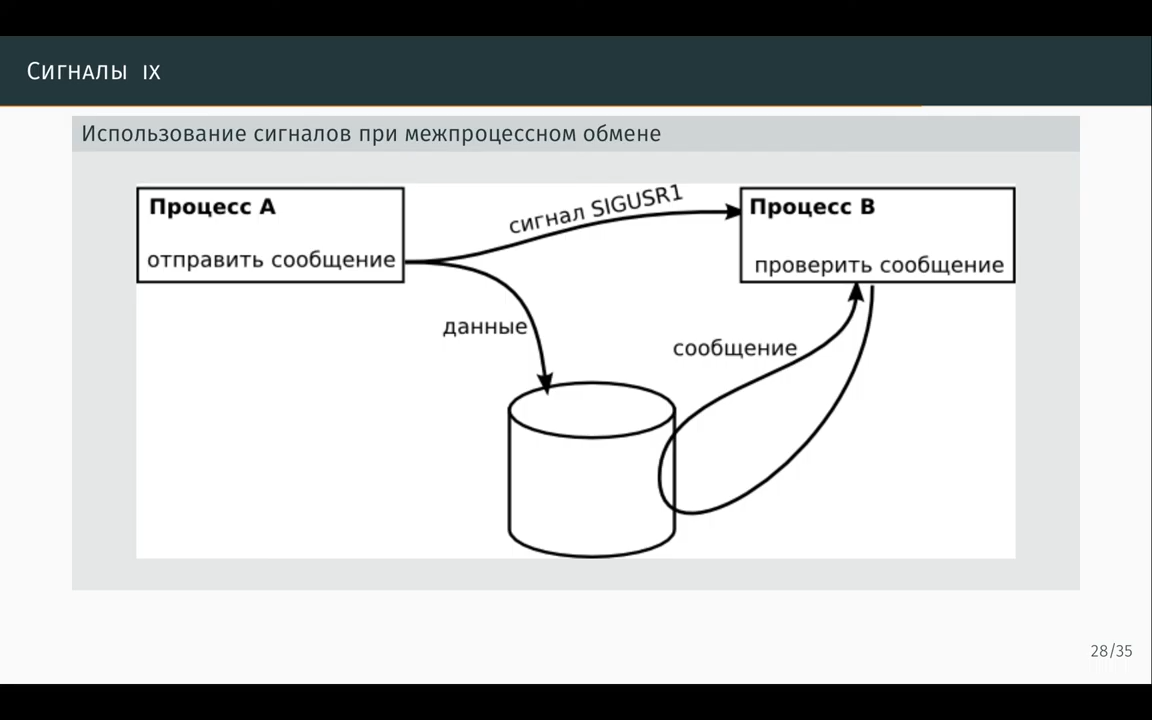 Сигналы IX
Использование сигналов при межпроцессном обмене
Процесс A
отправить сообщение
сигнал SIGUSR1
Процесс B
проверить сообщение
данные
сообщение
28/35